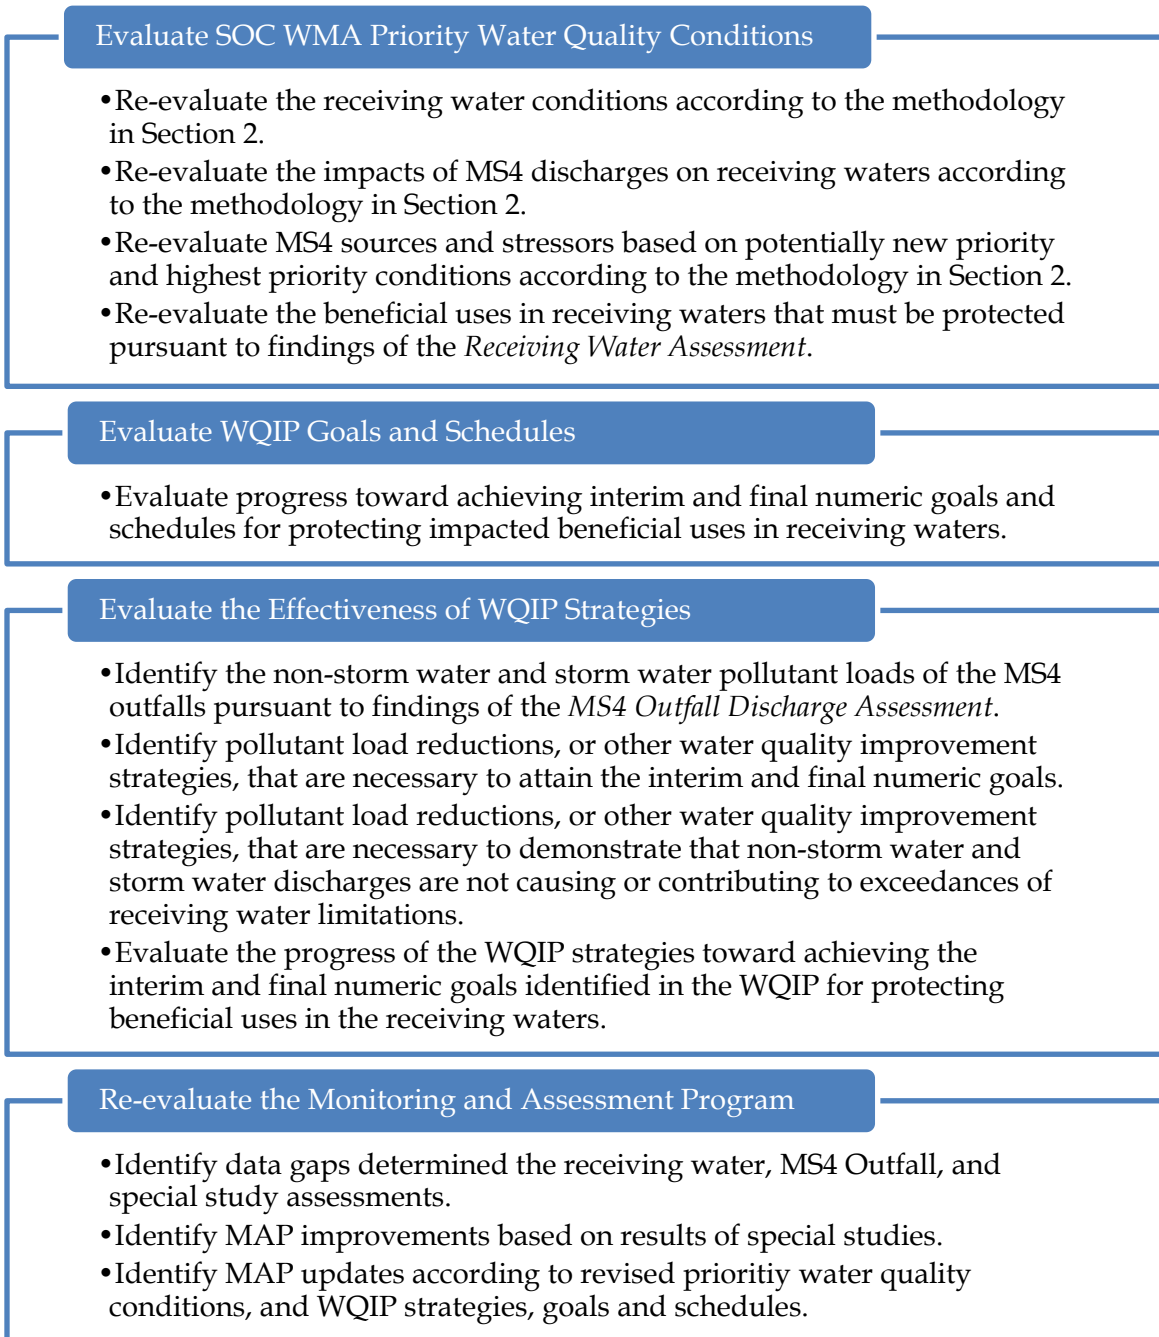 Evaluate SOC WMA Priority Water Quality Conditions
•Re-evaluate the receiving water conditions according to the methodology
in Section 2.
•Re-evaluate the impacts of MS4 discharges on receiving waters according
to the methodology in Section 2.
•Re-evaluate MS4 sources and stressors based on potentially new priority
and highest priority conditions according to the methodology in Section 2.
•Re-evaluate the beneficial uses in receiving waters that must be protected
pursuant to findings of the Receiving Water Assessment.
Evaluate WQIP Goals and Schedules
•Evaluate progress toward achieving interim and final numeric goals and
schedules for protecting impacted beneficial uses in receiving waters.
Evaluate the Effectiveness of WQIP Strategies
•Identify the non-storm water and storm water pollutant loads of the MS4
outfalls pursuant to findings of the MS4 Outfall Discharge Assessment.
•Identify pollutant load reductions, or other water quality improvement
strategies, that are necessary to attain the interim and final numeric goals.
•Identify pollutant load reductions, or other water quality improvement
strategies, that are necessary to demonstrate that non-storm water and
storm water discharges are not causing or contributing to exceedances of
receiving water limitations.
•Evaluate the progress of the WQIP strategies toward achieving the
interim and final numeric goals identified in the WQIP for protecting
beneficial uses in the receiving waters.
Re-evaluate the Monitoring and Assessment Program
•Identify data gaps determined the receiving water, MS4 Outfall, and
special study assessments.
•Identify MAP improvements based on results of special studies.
•Identify MAP updates according to revised prioritiy water quality
conditions, and WQIP strategies, goals and schedules.